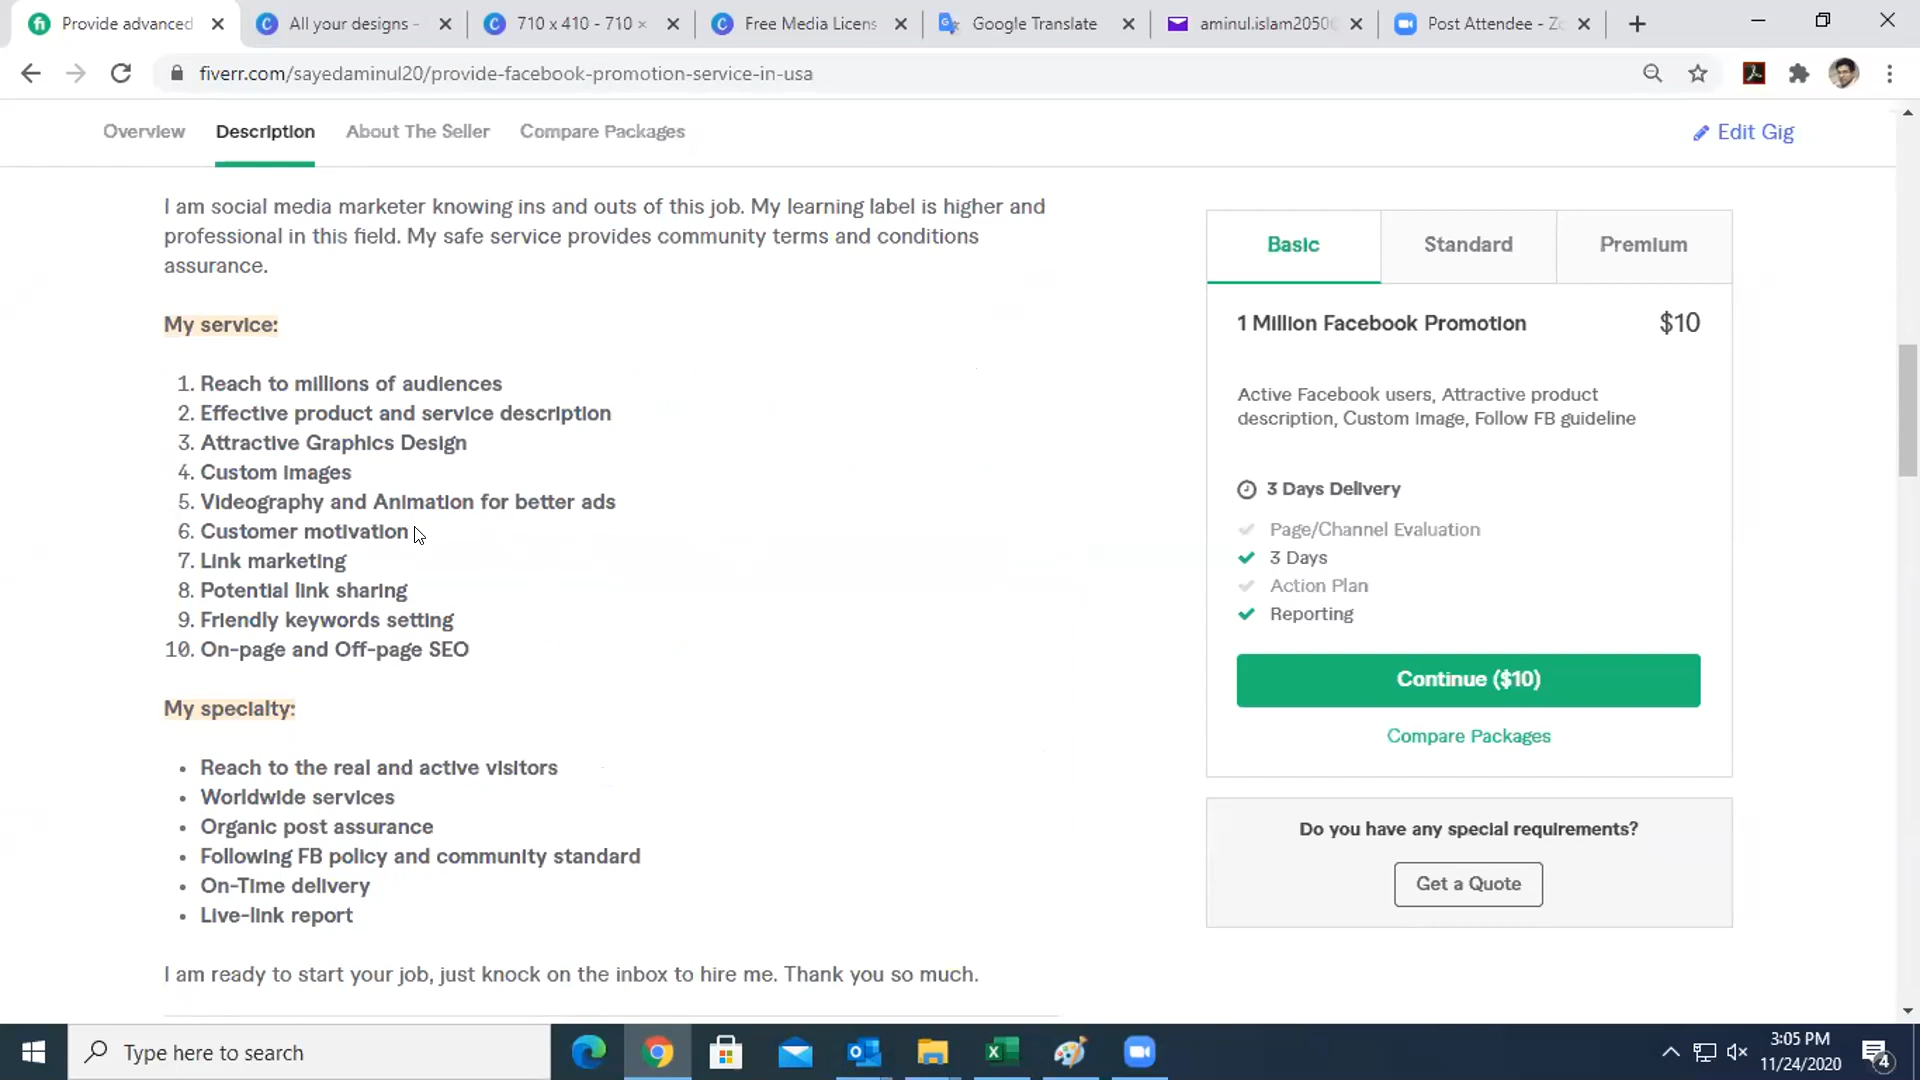 Provide advanced
All your designs -
710 x 410 - 710 ×
Free Media Licens
Google Translate
aminul.islam2050
Post Attendee - Zo
fiverr.com/sayedaminul20/provide-facebook-promotion-service-in-usa
Overview
Description
About The Seller
Compare Packages
Edit Gig
I am social media marketer knowing ins and outs of this job. My learning label is higher and
professional in this field. My safe service provides community terms and conditions
assurance.
My service:
1. Reach to millions of audiences
2. Effective product and service description
3. Attractive Graphics Design
4. Custom images
5. Videography and Animation for better ads
6. Customer motivation
7. Link marketing
8. Potential link sharing
9. Friendly keywords setting
10. On-page and Off-page SEO
My specialty:
• Reach to the real and active visitors
• Worldwide services
• Organic post assurance
• Following FB policy and community standard
• On-Time delivery
• Live-link report
I am ready to start your job, just knock on the inbox to hire me. Thank you so much.
Basic
Standard
Premium
1 Million Facebook Promotion
$10
Active Facebook users, Attractive product
description, Custom Image, Follow FB guideline
3 Days Delivery
Page/Channel Evaluation
3 Days
Action Plan
Reporting
Continue ($10)
Compare Packages
Do you have any special requirements?
Get a Quote
Type here to search
3:05 PM
11/24/2020
4